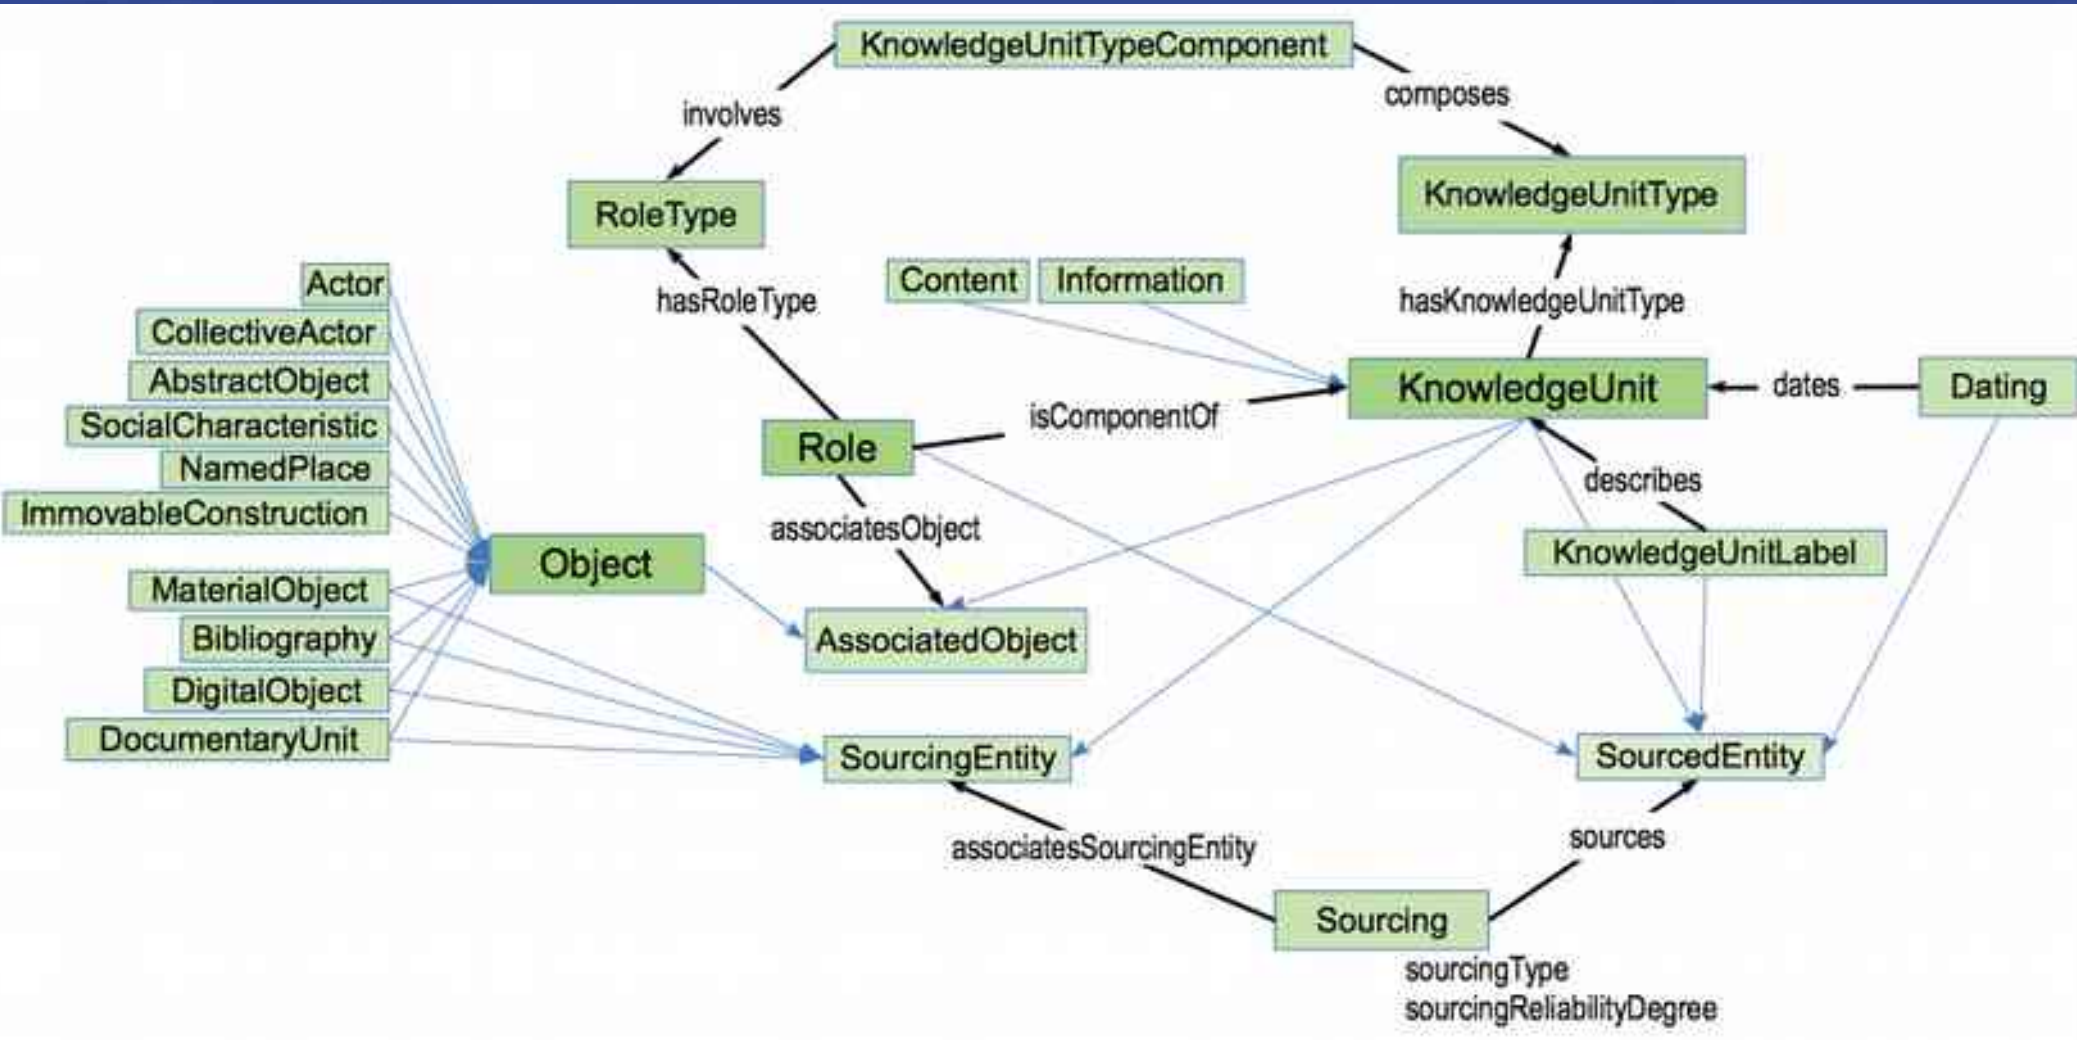 KnowledgeUnitTypeComponent
involves
composes
RoleType
KnowledgeUnitType
Actor
CollectiveActor
AbstractObject
SocialCharacteristic
NamedPlace
ImmovableConstruction
MaterialObject
Bibliography
DigitalObject
DocumentaryUnit
hasRoleType
Content
Information
hasKnowledgeUnitType
KnowledgeUnit
dates
Dating
isComponentOf
Role
describes
associatesObject
KnowledgeUnitLabel
Object
AssociatedObject
SourcingEntity
SourcedEntity
associatesSourcingEntity
sources
Sourcing
sourcingType
sourcingReliabilityDegree